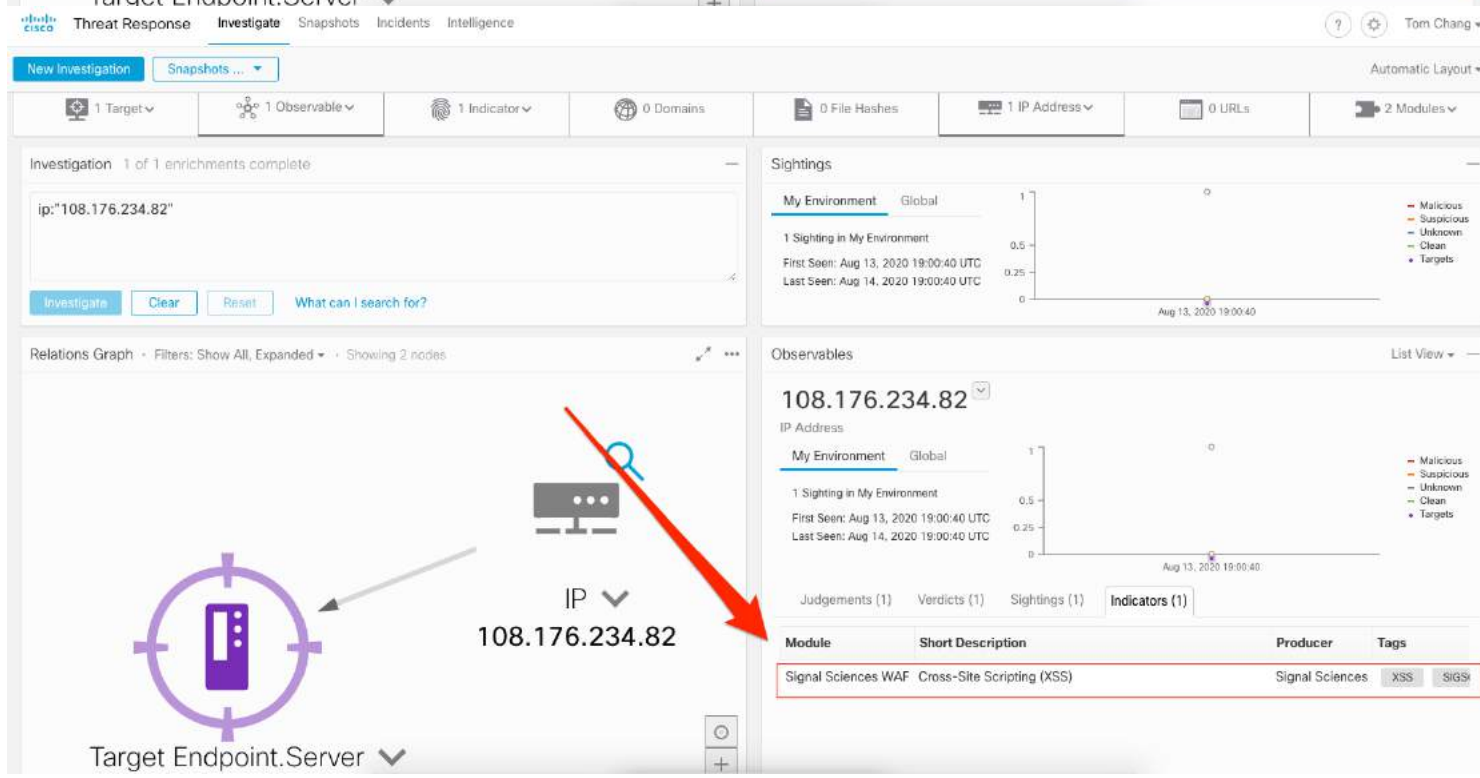 Target Endpoint.Server
cisco Threat Response Investigate Snapshots Incidents Intelligence ? Tom Chang
New Investigation Snapshots ... Automatic Layout
1 Target 1 Observable 1 Indicator 0 Domains 0 File Hashes 1 IP Address 0 URLs 2 Modules
Investigation 1 of 1 enrichments complete
ip:"108.176.234.82"
Investigate Clear Reset What can I search for?
Sightings
My Environment Global
1 Sighting in My Environment
First Seen: Aug 13, 2020 19:00:40 UTC
Last Seen: Aug 14, 2020 19:00:40 UTC
1
0.5
0.25
0
Aug 13, 2020 19:00:40
Malicious
Suspicious
Unknown
Clean
Targets
Relations Graph · Filters: Show All, Expanded · Showing 2 nodes
IP
108.176.234.82
Target Endpoint.Server
Observables List View
108.176.234.82
IP Address
My Environment Global
1 Sighting in My Environment
First Seen: Aug 13, 2020 19:00:40 UTC
Last Seen: Aug 14, 2020 19:00:40 UTC
1
0.5
0.25
0
Aug 13, 2020 19:00:40
Malicious
Suspicious
Unknown
Clean
Targets
Judgements (1) Verdicts (1) Sightings (1) Indicators (1)
Module Short Description Producer Tags
Signal Sciences WAF Cross-Site Scripting (XSS) Signal Sciences XSS